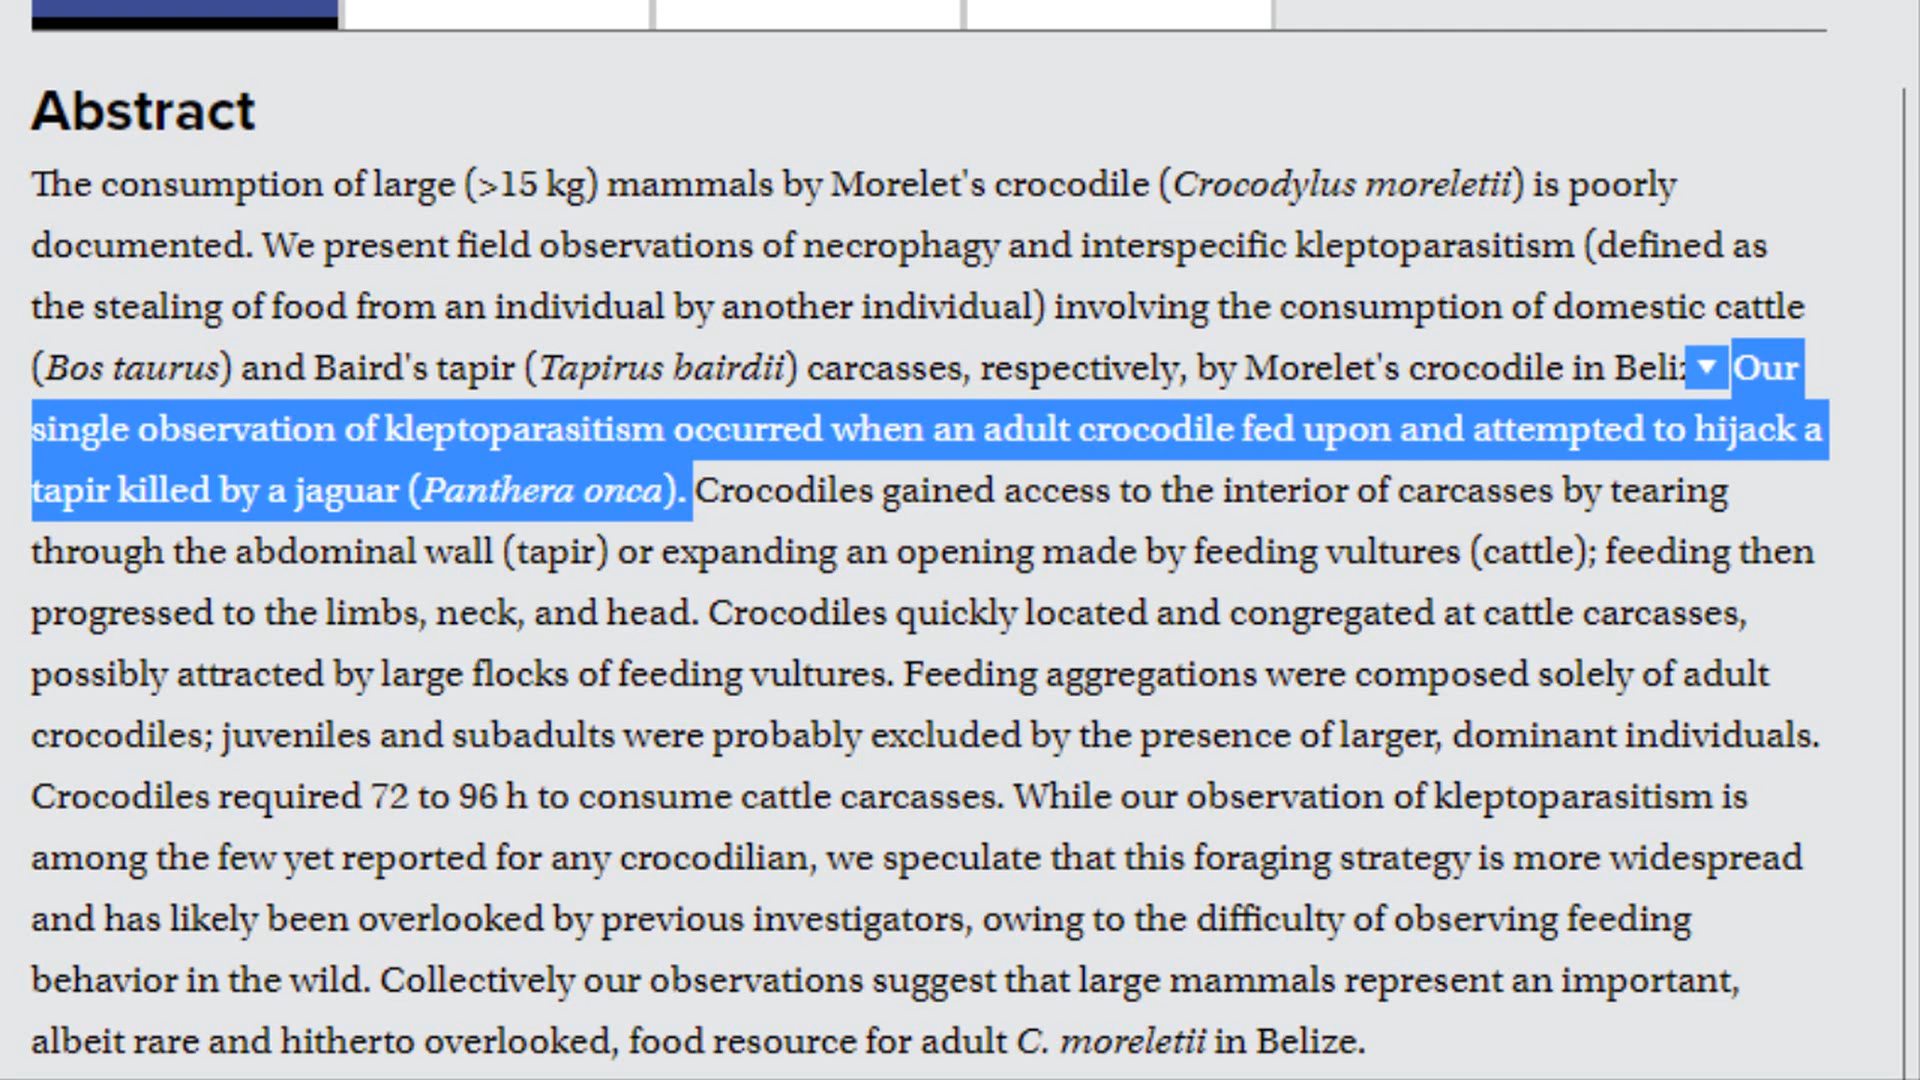 Abstract
The consumption of large (>15 kg) mammals by Morelet's crocodile (Crocodylus moreletii) is poorly
documented. We present field observations of necrophagy and interspecific kleptoparasitism (defined as
the stealing of food from an individual by another individual) involving the consumption of domestic cattle
(Bos taurus) and Baird's tapir (Tapirus bairdii) carcasses, respectively, by Morelet's crocodile in Beliz Our
single observation of kleptoparasitism occurred when an adult crocodile fed upon and attempted to hijack a
tapir killed by a jaguar (Panthera onca). Crocodiles gained access to the interior of carcasses by tearing
through the abdominal wall (tapir) or expanding an opening made by feeding vultures (cattle); feeding then
progressed to the limbs, neck, and head. Crocodiles quickly located and congregated at cattle carcasses,
possibly attracted by large flocks of feeding vultures. Feeding aggregations were composed solely of adult
crocodiles; juveniles and subadults were probably excluded by the presence of larger, dominant individuals.
Crocodiles required 72 to 96 h to consume cattle carcasses. While our observation of kleptoparasitism is
among the few yet reported for any crocodilian, we speculate that this foraging strategy is more widespread
and has likely been overlooked by previous investigators, owing to the difficulty of observing feeding
behavior in the wild. Collectively our observations suggest that large mammals represent an important,
albeit rare and hitherto overlooked, food resource for adult C. moreletii in Belize.